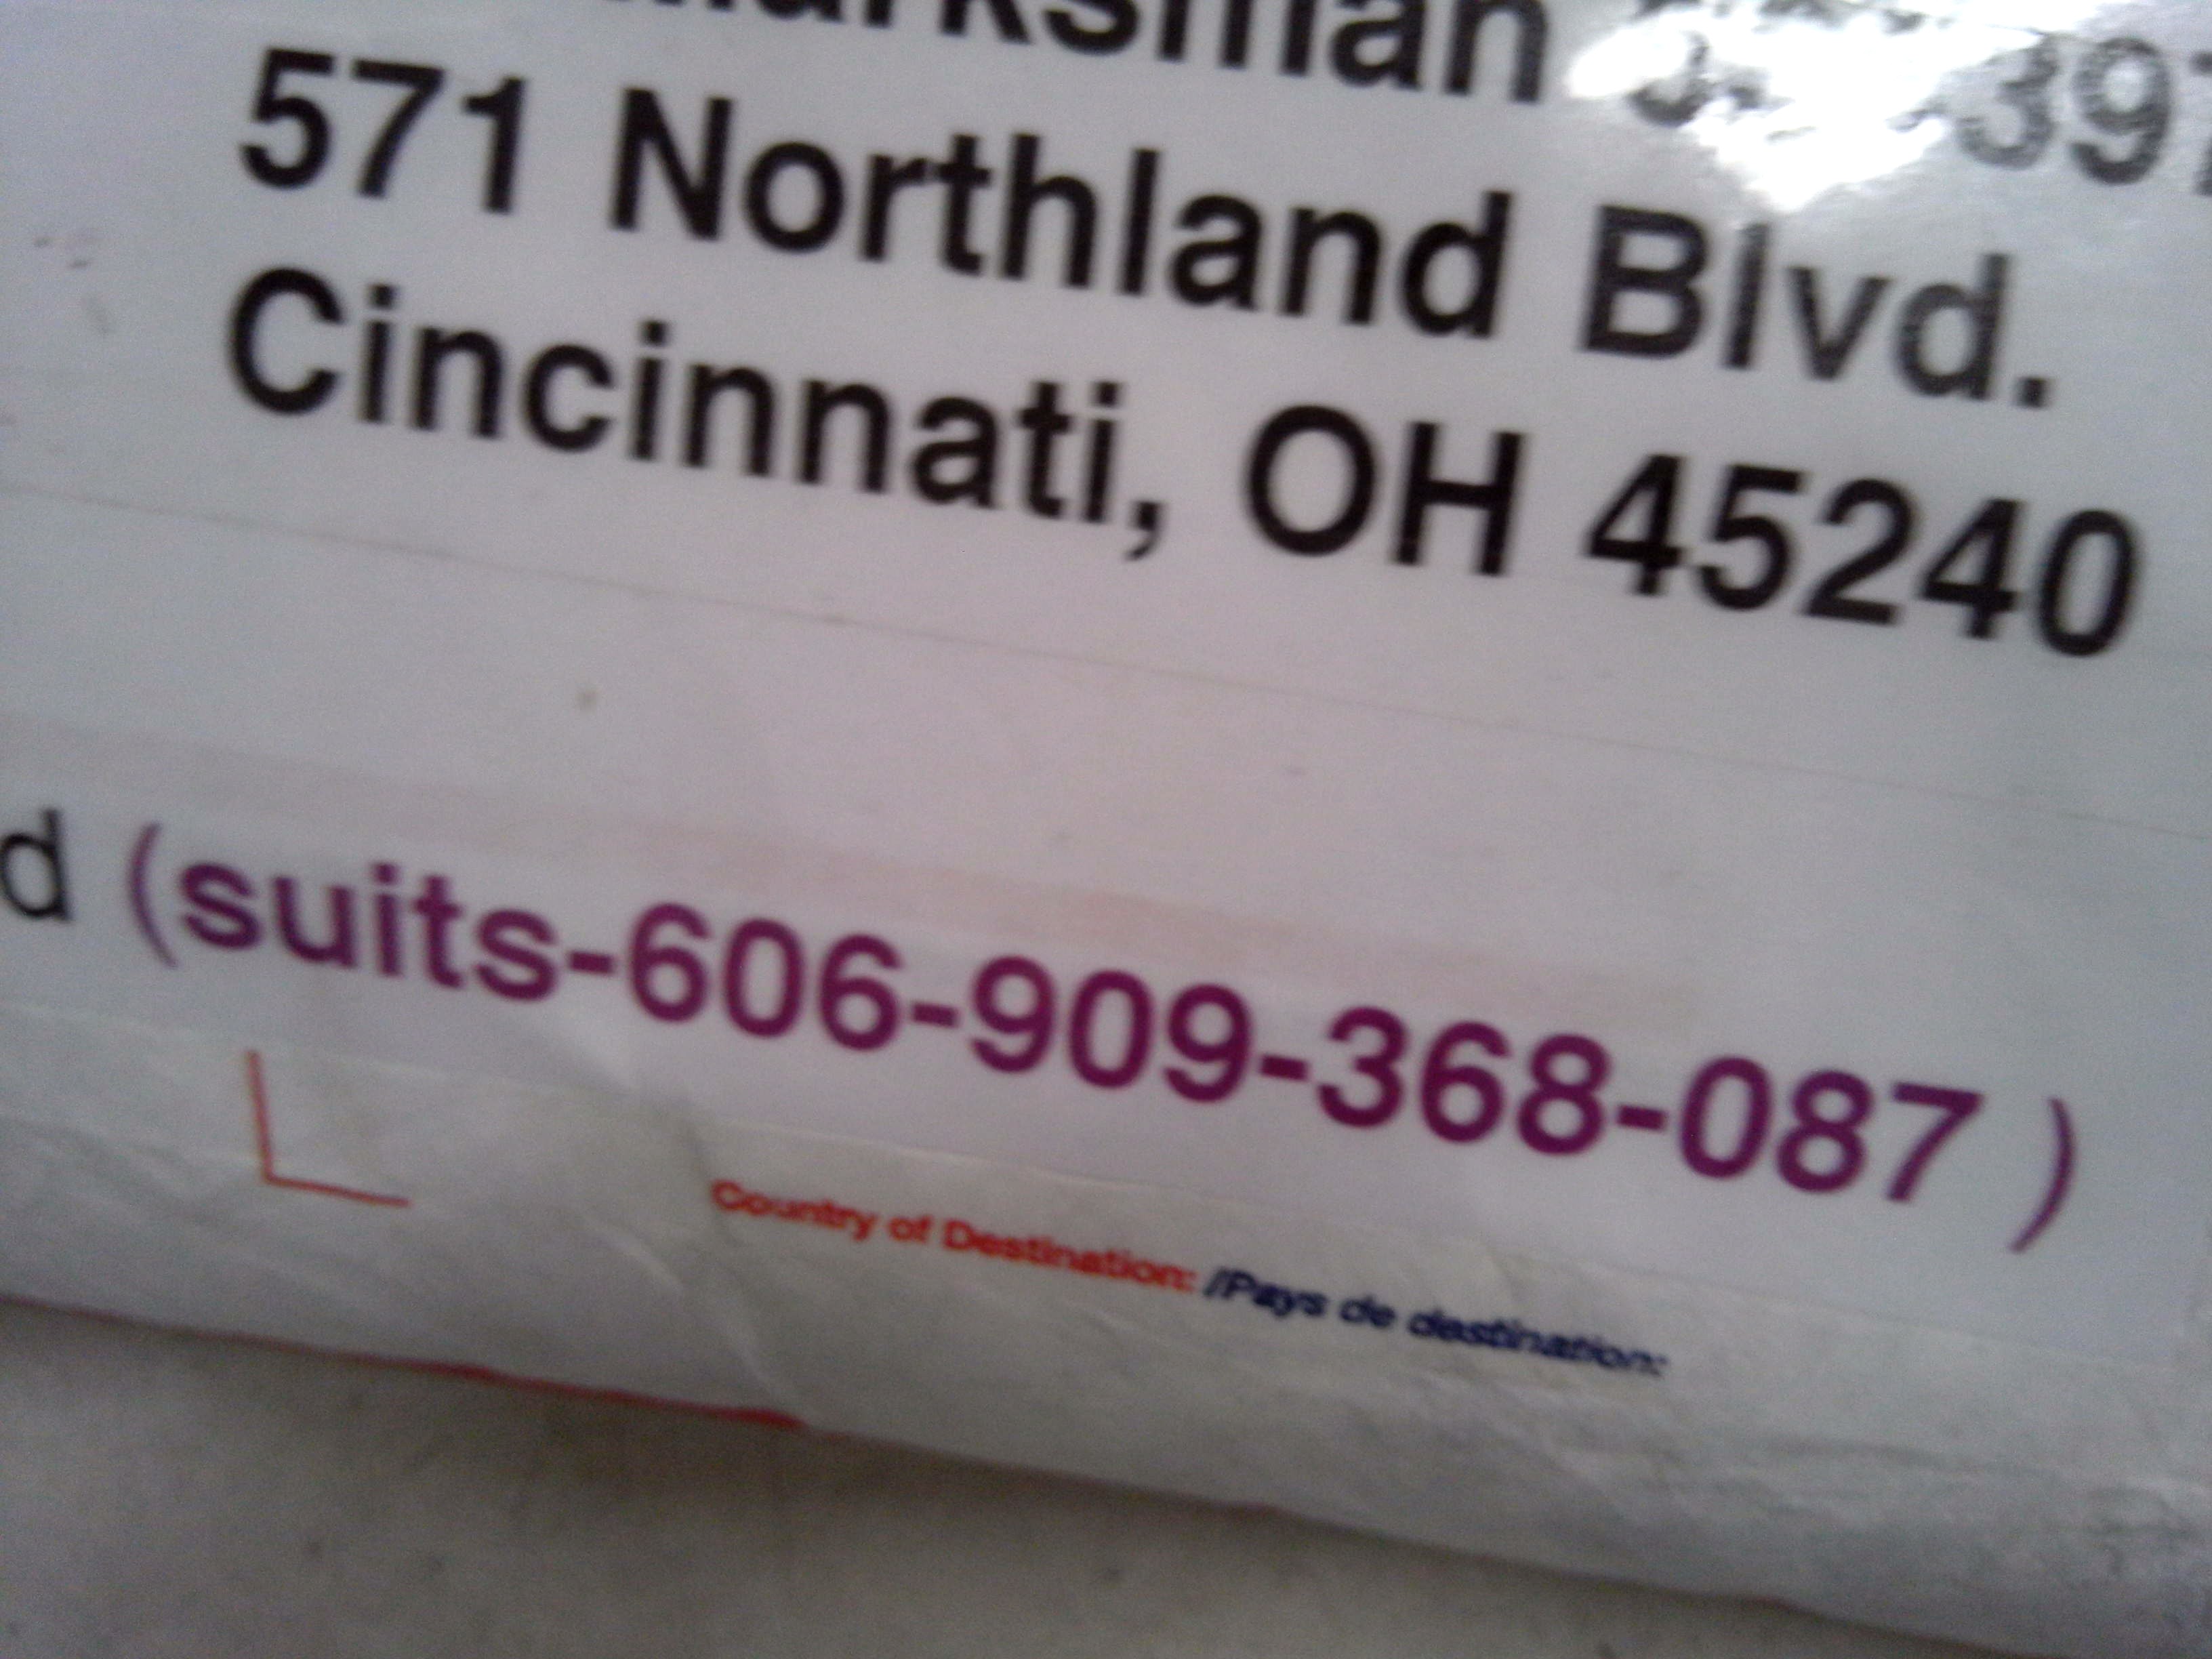 571 Northland Blvd.
Cincinnati, OH 45240
(suits-606-909-368-087 )
Country of Destination: /Pays de destination: